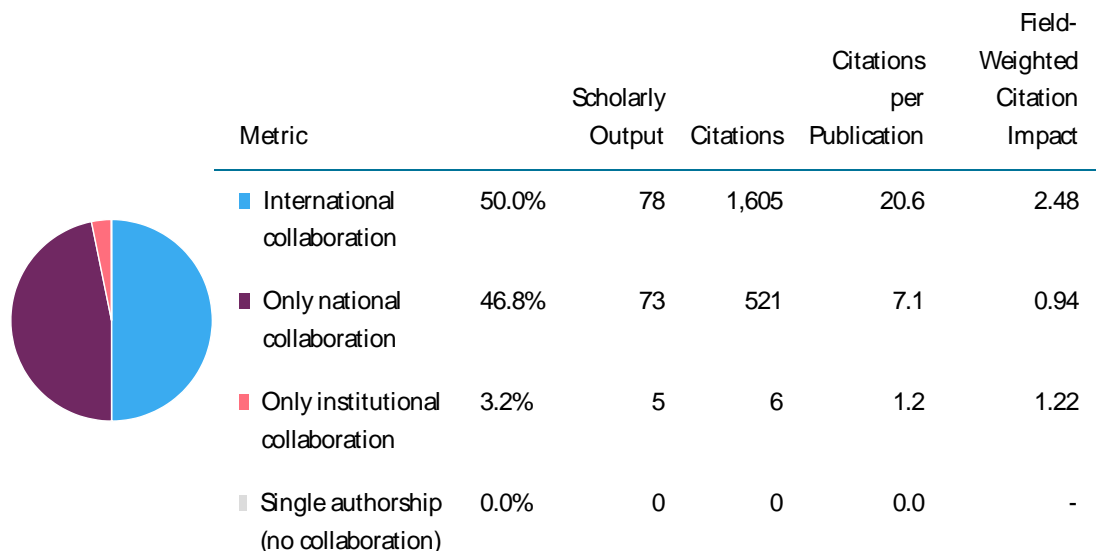 Metric
Scholarly Output
Citations
Citations per Publication
Field-Weighted Citation Impact
International collaboration 50.0% 78 1,605 20.6 2.48
Only national collaboration 46.8% 73 521 7.1 0.94
Only institutional collaboration 3.2% 5 6 1.2 1.22
Single authorship (no collaboration) 0.0% 0 0 0.0 -